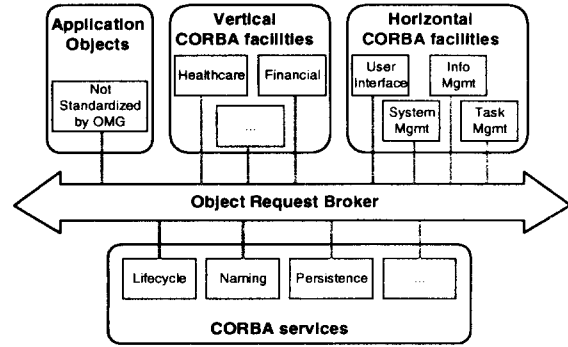 Application
Objects
Not
Standardized
by OMG
Vertical
CORBA facilities
Healthcare
Financial
...
Horizontal
CORBA facilities
User
Interface
Info
Mgmt
System
Mgmt
Task
Mgmt
Object Request Broker
Lifecycle
Naming
Persistence
...
CORBA services